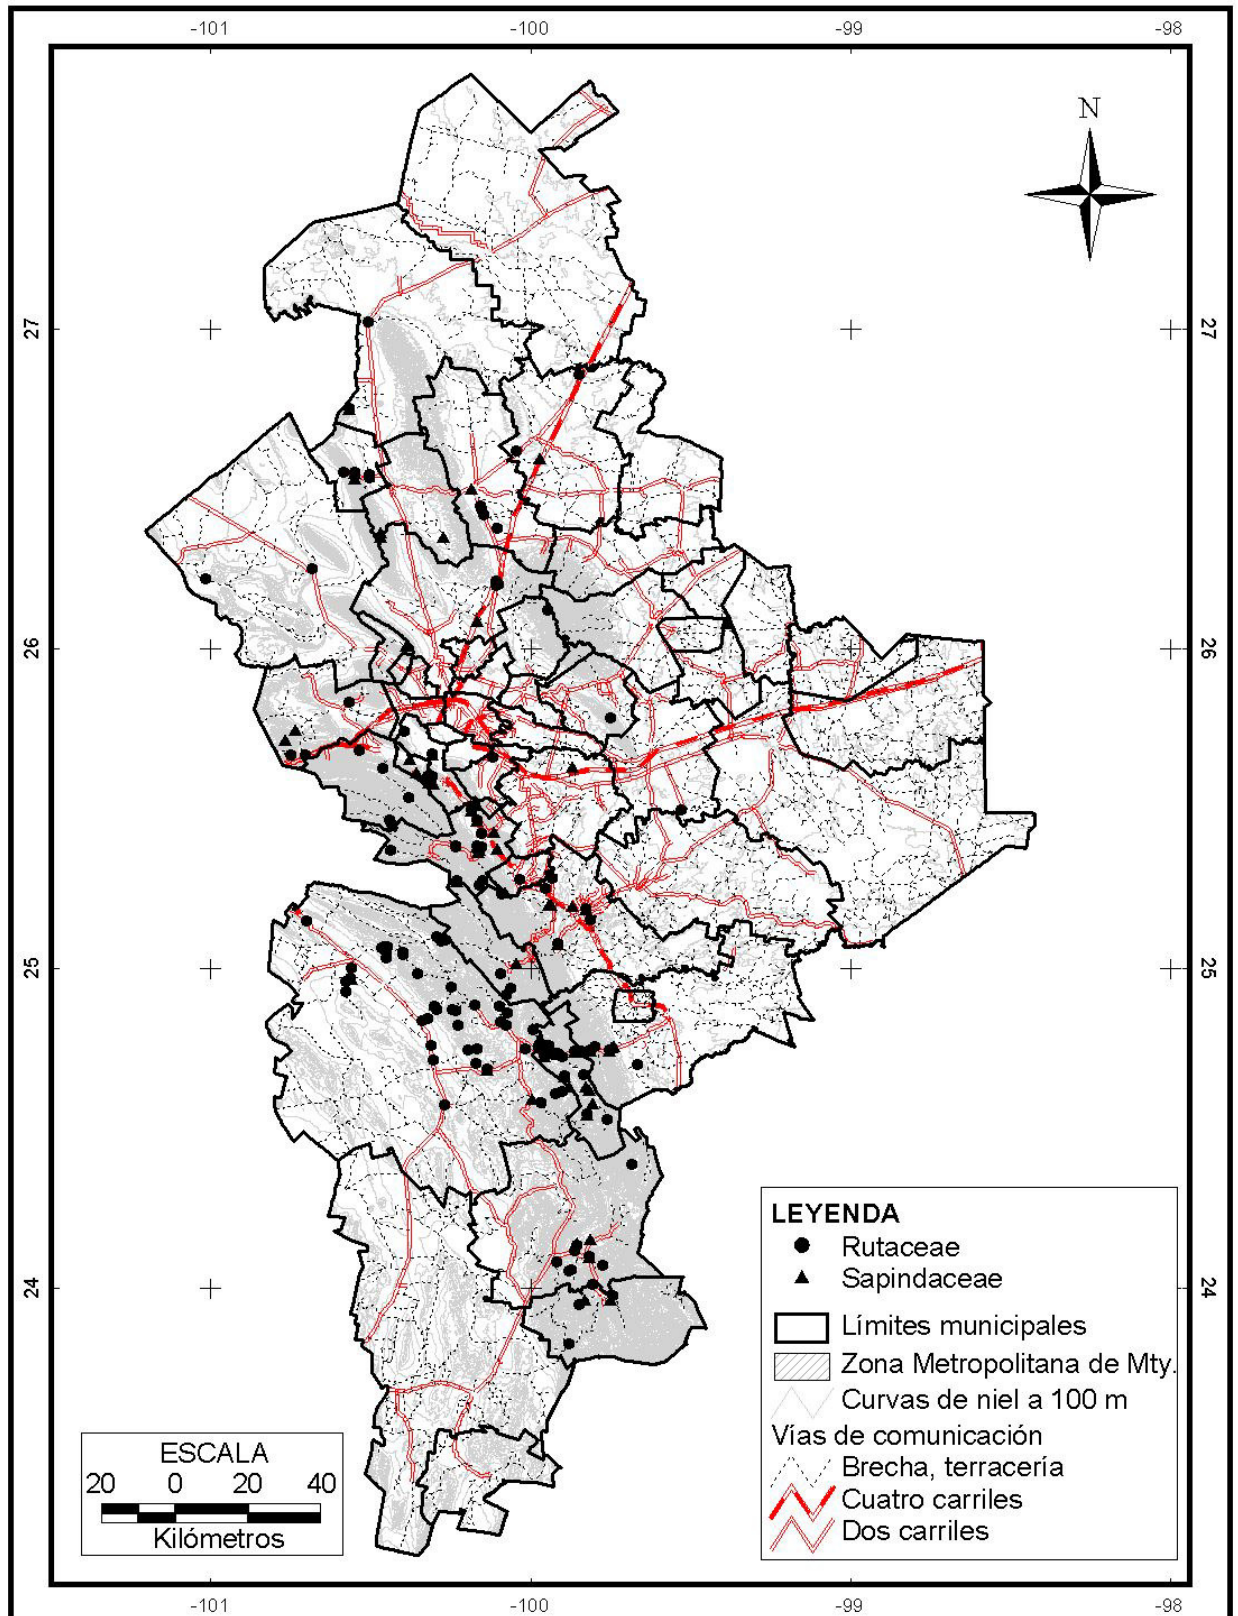 -101 -100 -99 -98
N
27 27
26 26
25 25
24 24
LEYENDA
Rutaceae
Sapindaceae
Límites municipales
Zona Metropolitana de Mty.
Curvas de niel a 100 m
Vías de comunicación
Brecha, terracería
Cuatro carriles
Dos carriles
ESCALA
20 0 20 40
Kilómetros
-101 -100 -99 -98